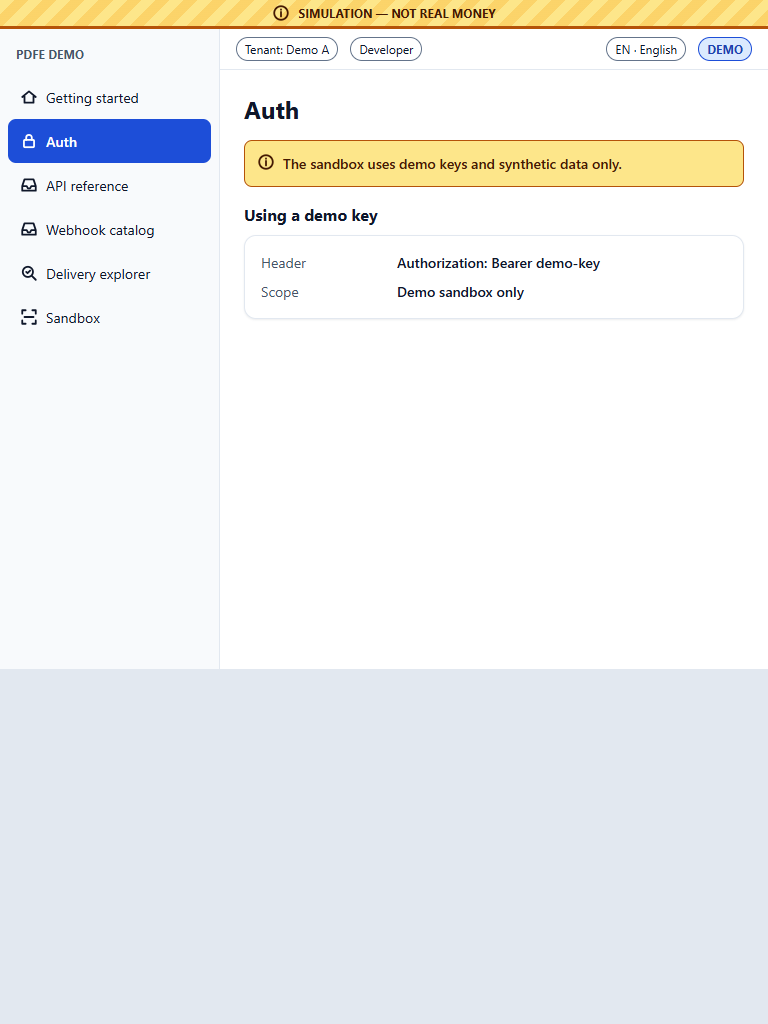 SIMULATION — NOT REAL MONEY
PDFE DEMO
Tenant: Demo A
Developer
EN · English
DEMO
Getting started
Auth
API reference
Webhook catalog
Delivery explorer
Sandbox
Auth
The sandbox uses demo keys and synthetic data only.
Using a demo key
Header Authorization: Bearer demo-key
Scope Demo sandbox only